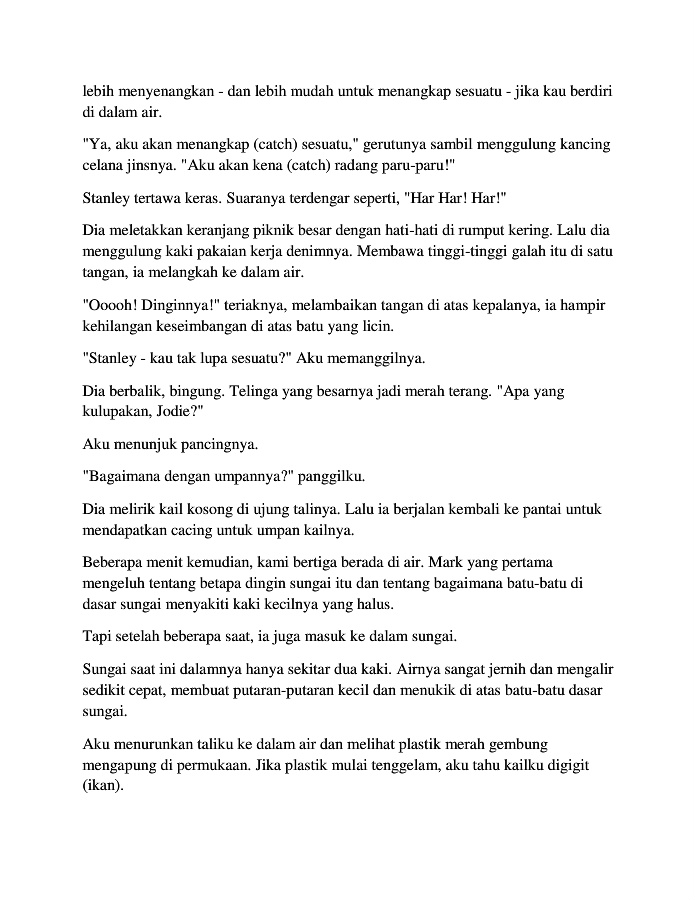 lebih menyenangkan - dan lebih mudah untuk menangkap sesuatu - jika kau berdiri
di dalam air.
"Ya, aku akan menangkap (catch) sesuatu," gerutunya sambil menggulung kancing
celana jinsnya. "Aku akan kena (catch) radang paru-paru!"
Stanley tertawa keras. Suaranya terdengar seperti, "Har Har! Har!"
Dia meletakkan keranjang piknik besar dengan hati-hati di rumput kering. Lalu dia
menggulung kaki pakaian kerja denimnya. Membawa tinggi-tinggi galah itu di satu
tangan, ia melangkah ke dalam air.
"Ooooh! Dinginnya!" teriaknya, melambaikan tangan di atas kepalanya, ia hampir
kehilangan keseimbangan di atas batu yang licin.
"Stanley - kau tak lupa sesuatu?" Aku memanggilnya.
Dia berbalik, bingung. Telinga yang besarnya jadi merah terang. "Apa yang
kulupakan, Jodie?"
Aku menunjuk pancingnya.
"Bagaimana dengan umpannya?" panggilku.
Dia melirik kail kosong di ujung talinya. Lalu ia berjalan kembali ke pantai untuk
mendapatkan cacing untuk umpan kailnya.
Beberapa menit kemudian, kami bertiga berada di air. Mark yang pertama
mengeluh tentang betapa dingin sungai itu dan tentang bagaimana batu-batu di
dasar sungai menyakiti kaki kecilnya yang halus.
Tapi setelah beberapa saat, ia juga masuk ke dalam sungai.
Sungai saat ini dalamnya hanya sekitar dua kaki. Airnya sangat jernih dan mengalir
sedikit cepat, membuat putaran-putaran kecil dan menukik di atas batu-batu dasar
sungai.
Aku menurunkan taliku ke dalam air dan melihat plastik merah gembung
mengapung di permukaan. Jika plastik mulai tenggelam, aku tahu kailku digigit
(ikan).